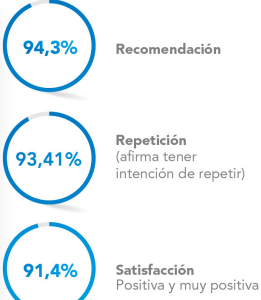 94,3%
Recomendación
93,41%
Repetición
(afirma tener
intención de repetir)
91,4%
Satisfacción
Positiva y muy positiva